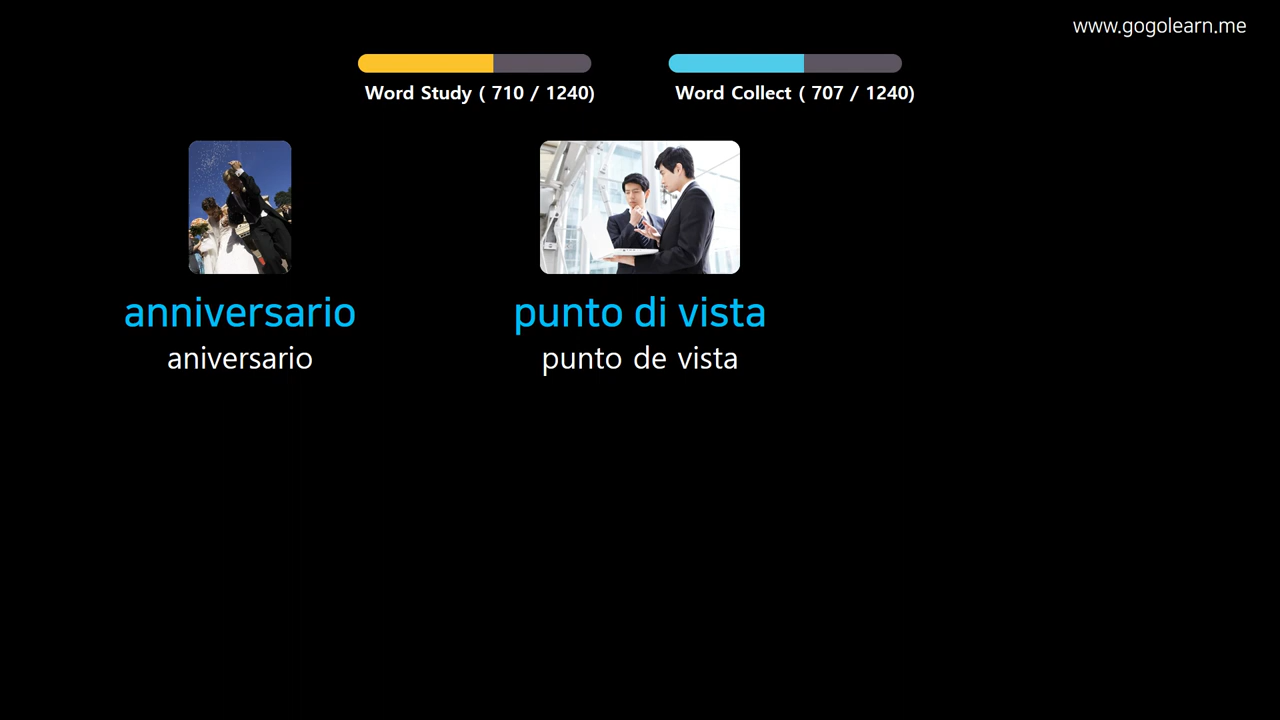 www.gogolearn.me
Word Study ( 710 / 1240)
Word Collect ( 707 / 1240)
anniversario
aniversario
punto di vista
punto de vista